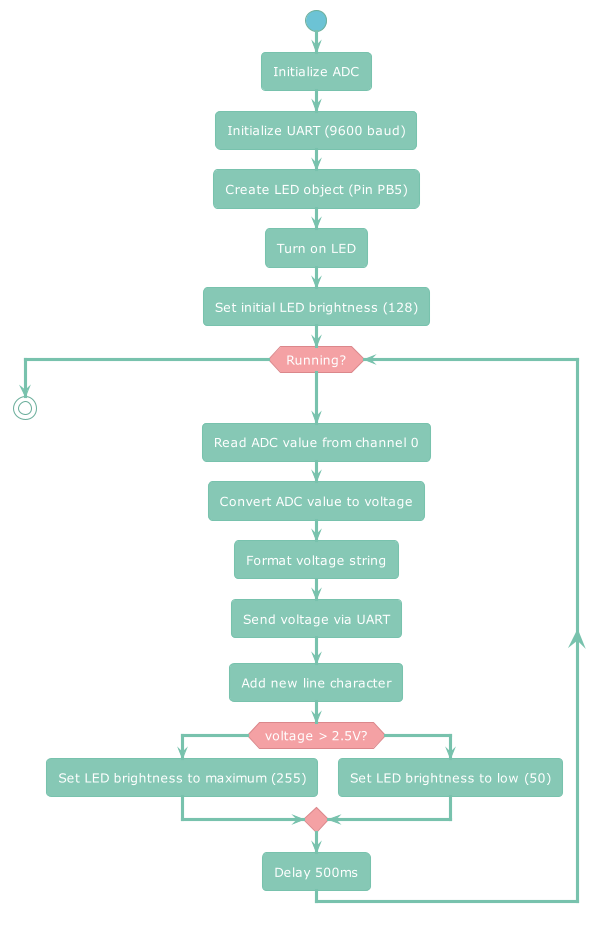 Initialize ADC
Initialize UART (9600 baud)
Create LED object (Pin PB5)
Turn on LED
Set initial LED brightness (128)
Running?
Read ADC value from channel 0
Convert ADC value to voltage
Format voltage string
Send voltage via UART
Add new line character
voltage > 2.5V?
Set LED brightness to maximum (255)
Set LED brightness to low (50)
Delay 500ms